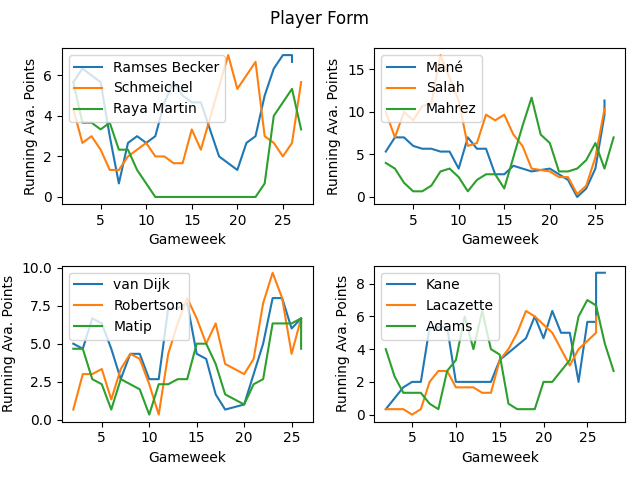 Player Form
Running Ava. Points
6
4
2
0
Ramses Becker
Schmeichel
Raya Martin
5
10
15
20
25
Gameweek
Running Ava. Points
15
10
5
0
Mané
Salah
Mahrez
5
10
15
20
25
Gameweek
Running Ava. Points
10.0
7.5
5.0
2.5
0.0
van Dijk
Robertson
Matip
5
10
15
20
25
Gameweek
Running Ava. Points
8
6
4
2
0
Kane
Lacazette
Adams
5
10
15
20
25
Gameweek